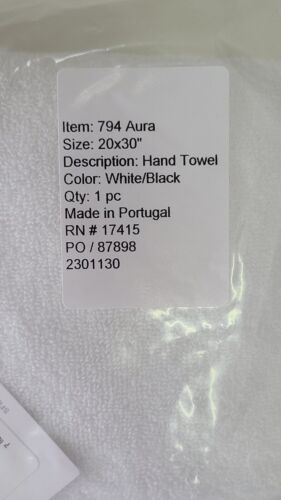 Item: 794 Aura
Size: 20x30"
Description: Hand Towel
Color: White/Black
Qty: 1 pc
Made in Portugal
RN # 17415
PO / 87898
2301130